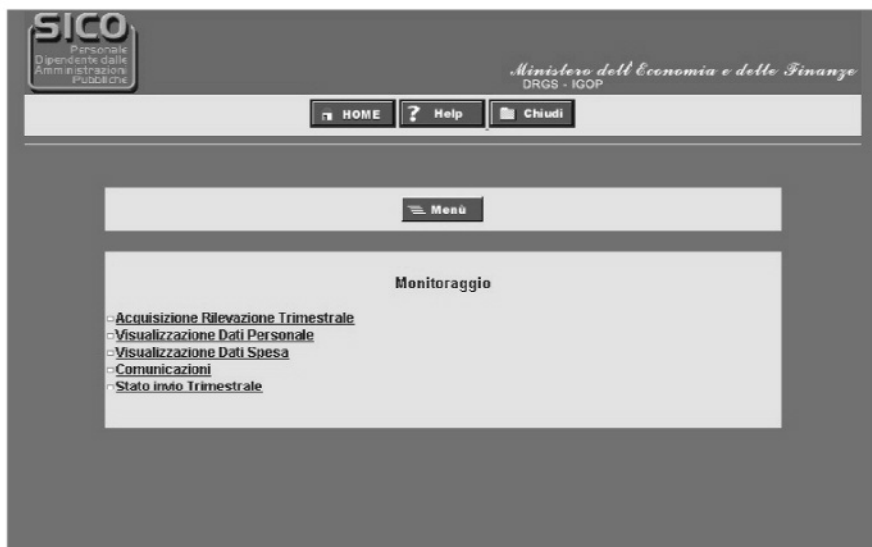 SICO
Personale
Dipendente dalle
Amministrazioni
Pubbliche
Ministero dell'Economia e delle Finanze
DRGS - IGOP
HOME
? Help
Chiudi
Menù
Monitoraggio
Acquisizione Rilevazione Trimestrale
Visualizzazione Dati Personale
Visualizzazione Dati Spesa
Comunicazioni
Stato invio Trimestrale